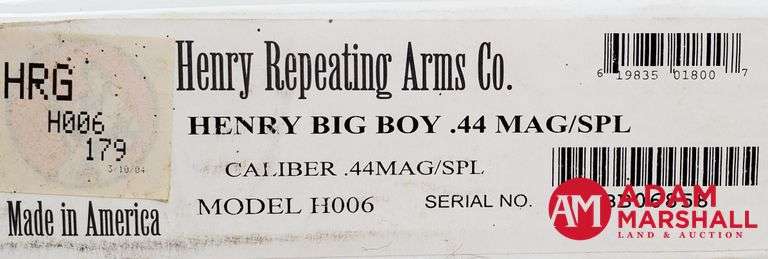 HRG
H006
179
3/10/04
Made in America
Henry Repeating Arms Co.
6 19835 01800 7
HENRY BIG BOY .44 MAG/SPL
CALIBER .44MAG/SPL
MODEL H006 SERIAL NO.
AM
ADAM
MARSHALL
LAND & AUCTION